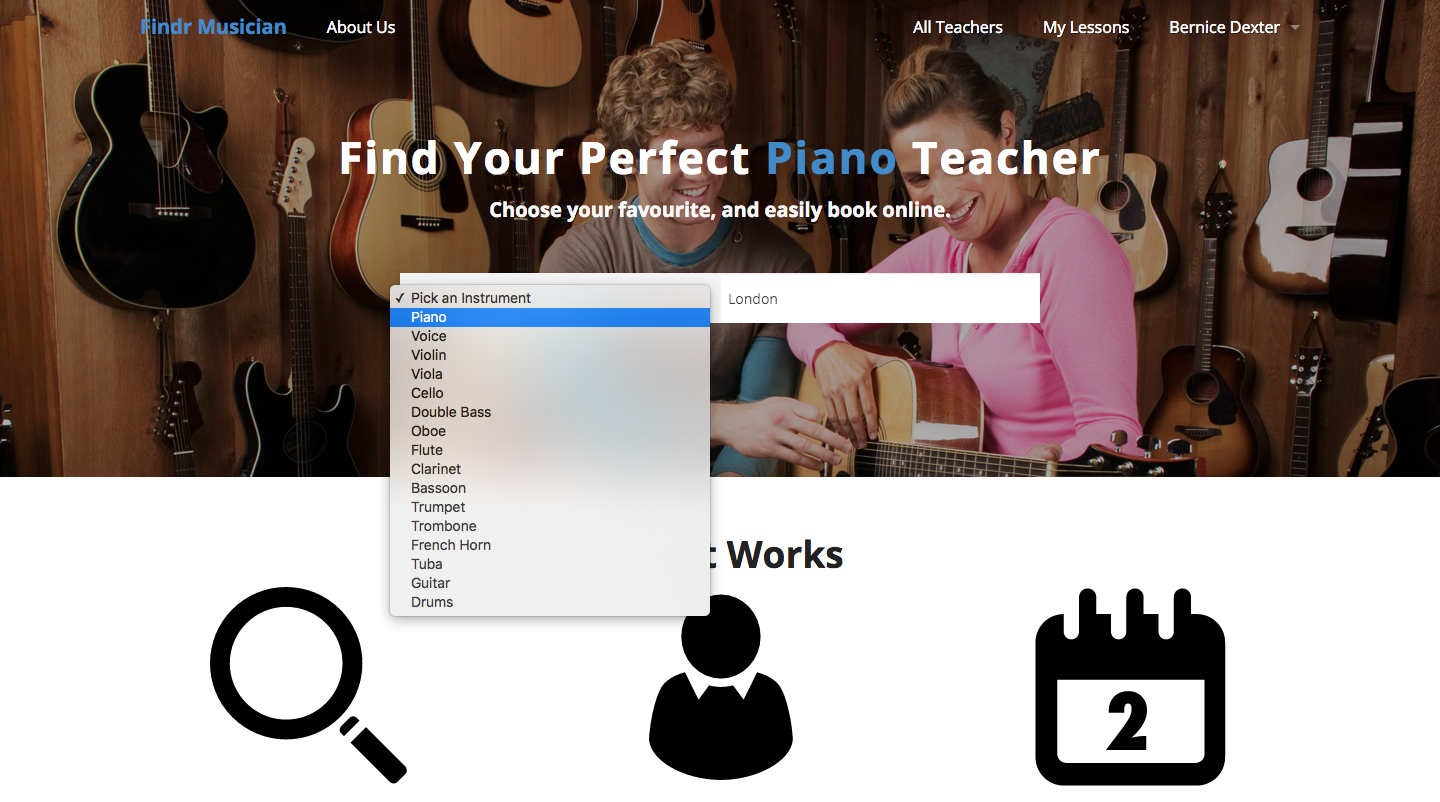 Findr Musician About Us All Teachers My Lessons Bernice Dexter
Find Your Perfect Piano Teacher
Choose your favourite, and easily book online.
✓ Pick an Instrument
London
Piano
Voice
Violin
Viola
Cello
Double Bass
Oboe
Flute
Clarinet
Bassoon
Trumpet
Trombone
French Horn
Tuba
Guitar
Drums
Works
2